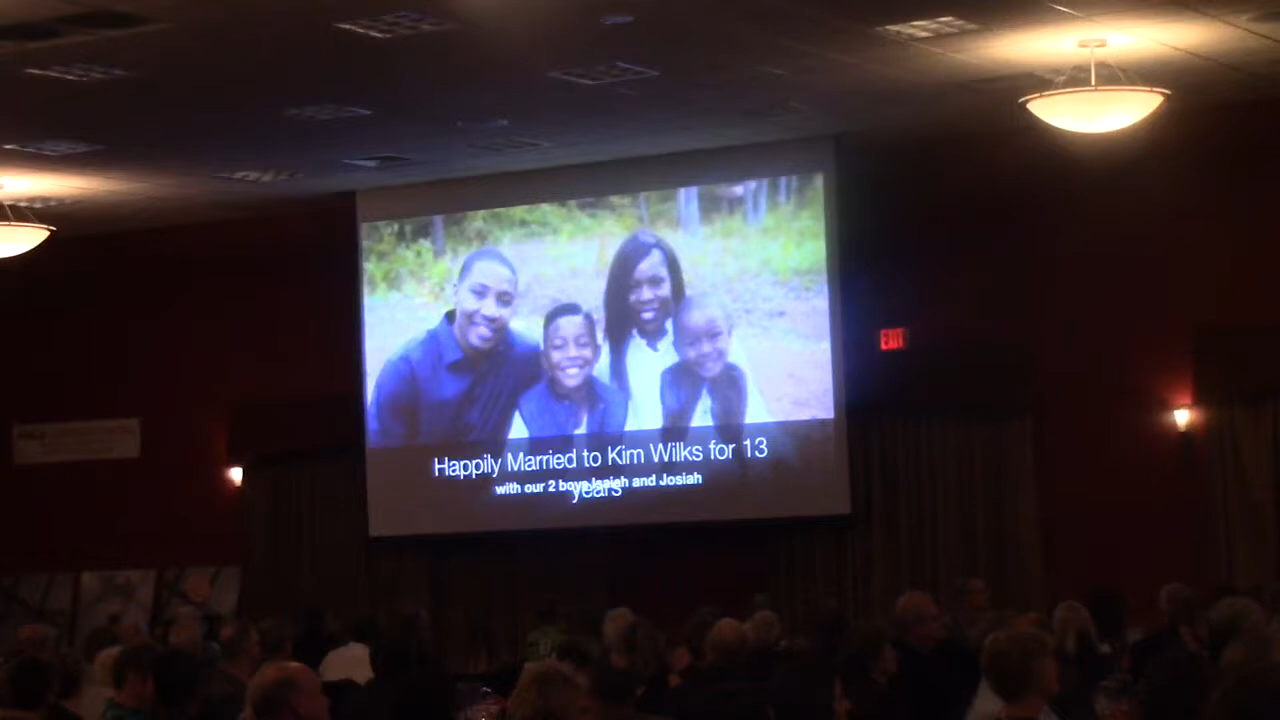 EXIT
Happily Married to Kim Wilks for 13
with our 2 boys Isaiah and Josiah
years